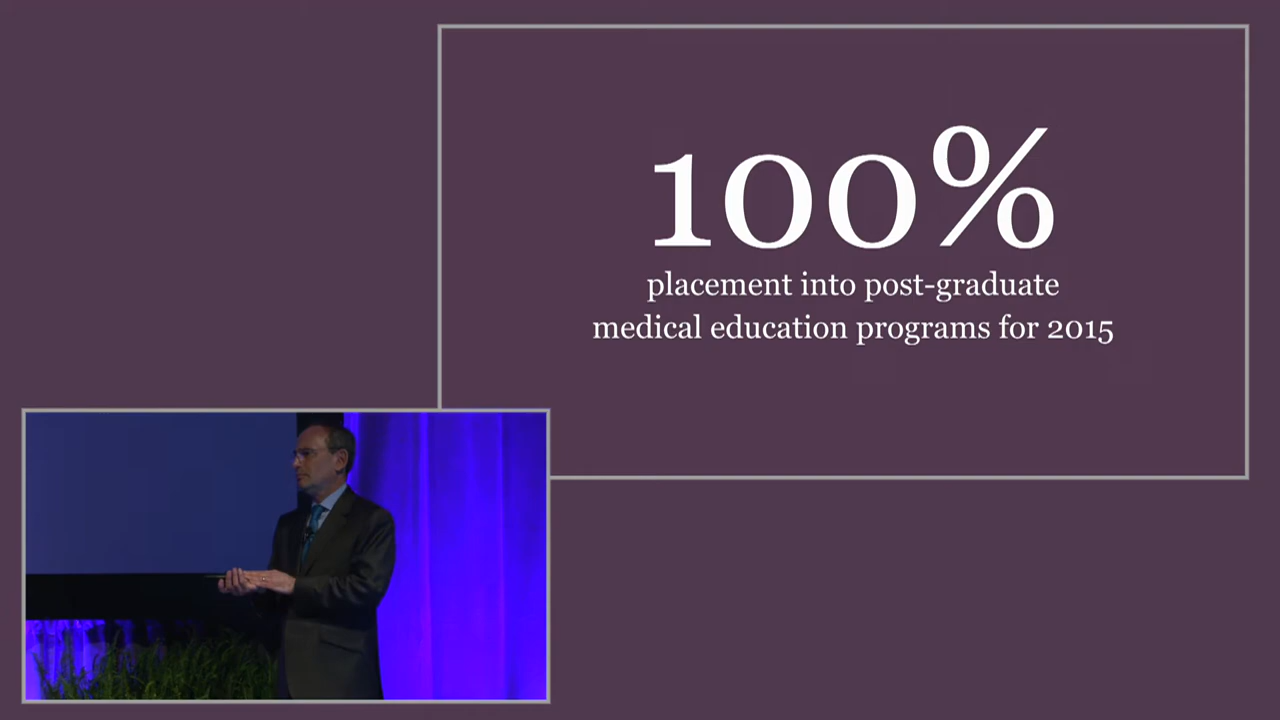 100%
placement into post-graduate
medical education programs for 2015